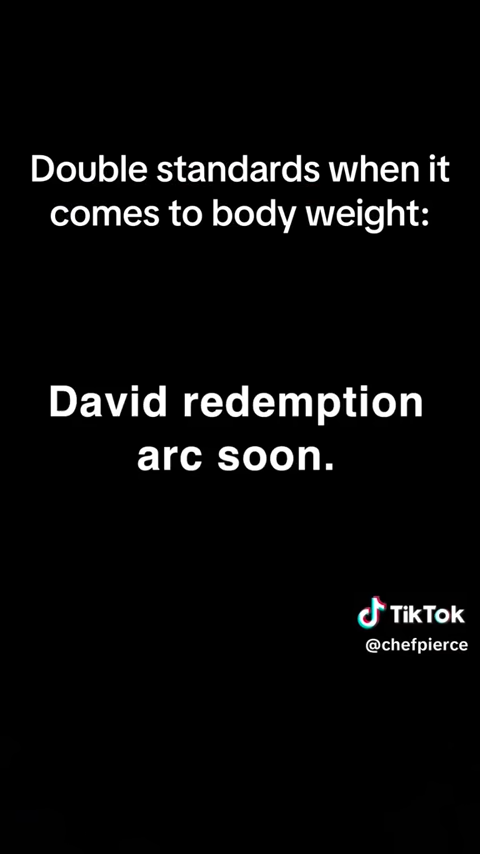 Double standards when it
comes to body weight:
David redemption
arc soon.
TikTok
@chefpierce